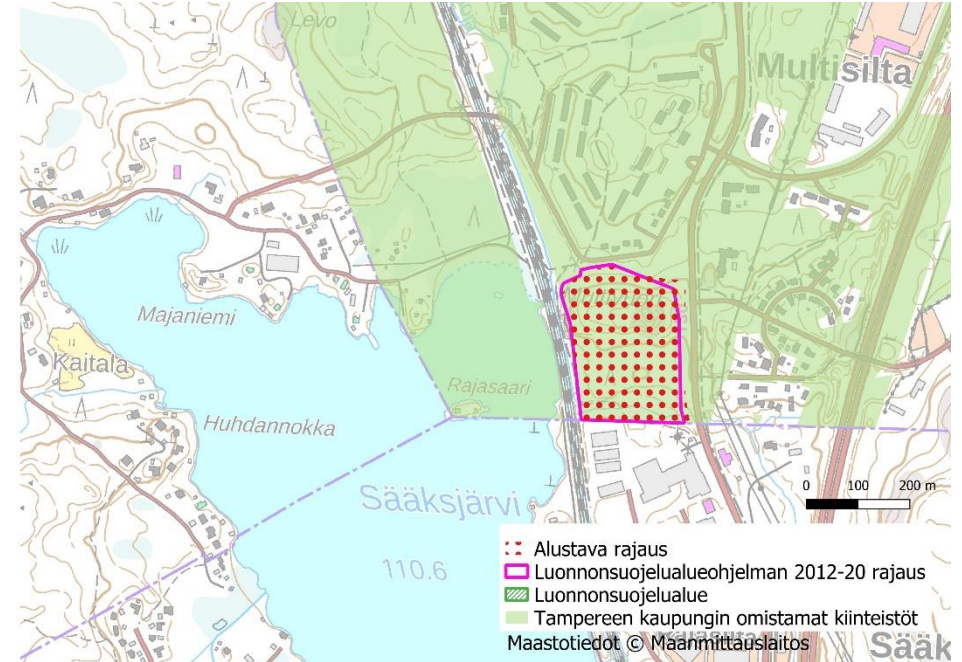 Levo
Multisilta
Majaniemi
Kaitala
Rajasaari
Huhdannokka
0 100 200 m
Sääksjärvi
110.6
Alustava rajaus
Luonnonsuojelualueohjelman 2012-20 rajaus
Luonnonsuojelualue
Tampereen kaupungin omistamat kiinteistöt
Maastotiedot © Maanmittauslaitos
Sääk